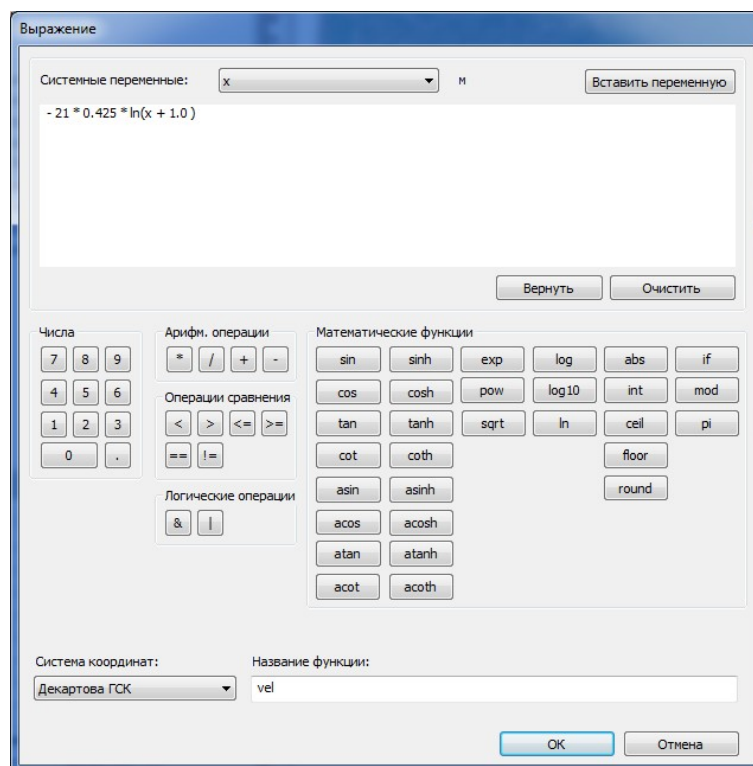 Выражение
Системные переменные: x м Вставить переменную
- 21 * 0.425 * ln(x + 1.0 )
Вернуть Очистить
Числа Арифм. операции Математические функции
7 8 9 * / + - sin sinh exp log abs if
4 5 6 Операции сравнения cos cosh pow log10 int mod
1 2 3 < > <= >= tan tanh sqrt ln ceil pi
0 . == != cot coth floor
Логические операции asin asinh round
& | acos acosh
atan atanh
acot acoth
Система координат: Название функции:
Декартова ГСК vel
OK Отмена